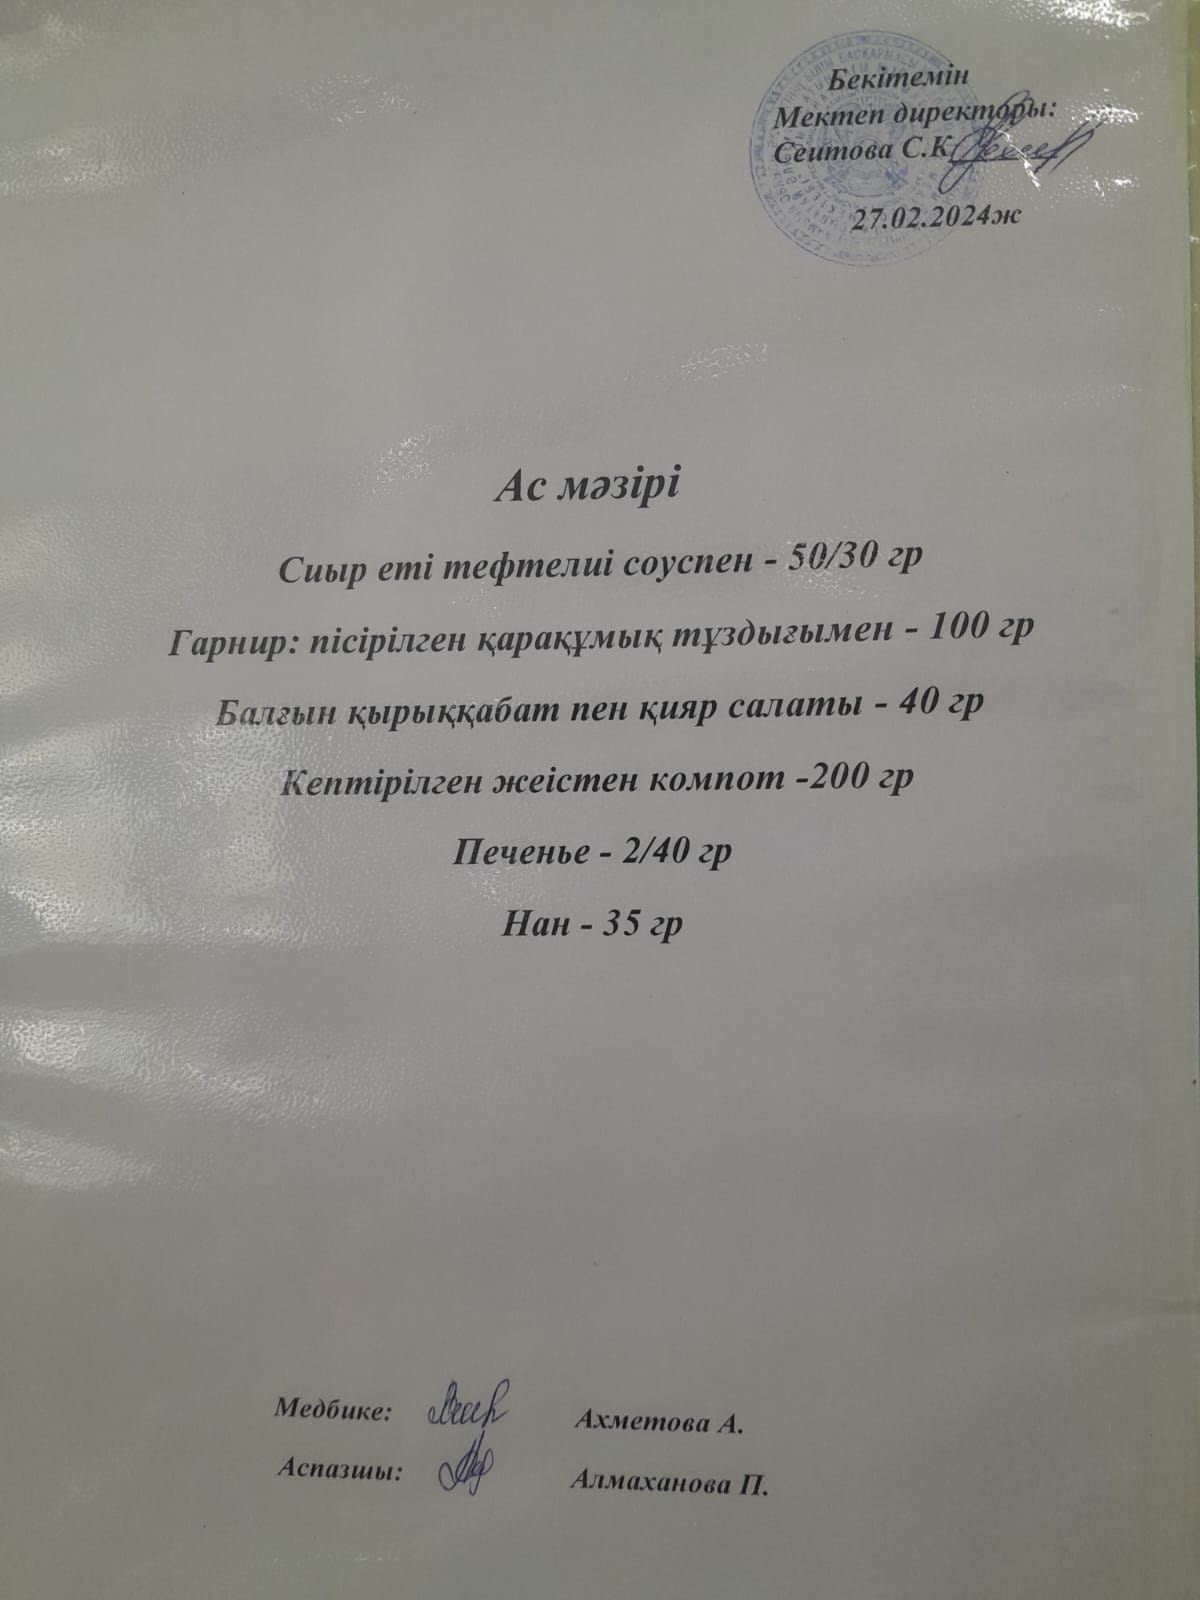 Бекітемін
Мектеп директоры:
Сеитова С.К
27.02.2024ж
Ас мәзірі
Сиыр еті тефтелиі соуспен - 50/30 гр
Гарнир: пісірілген қарақұмық тұздығымен - 100 гр
Балғын қырыққабат пен қияр салаты - 40 гр
Кептірілген жеістен компот -200 гр
Печенье - 2/40 гр
Нан - 35 гр
Медбике: Ахметова А.
Аспазшы: Алмаханова П.